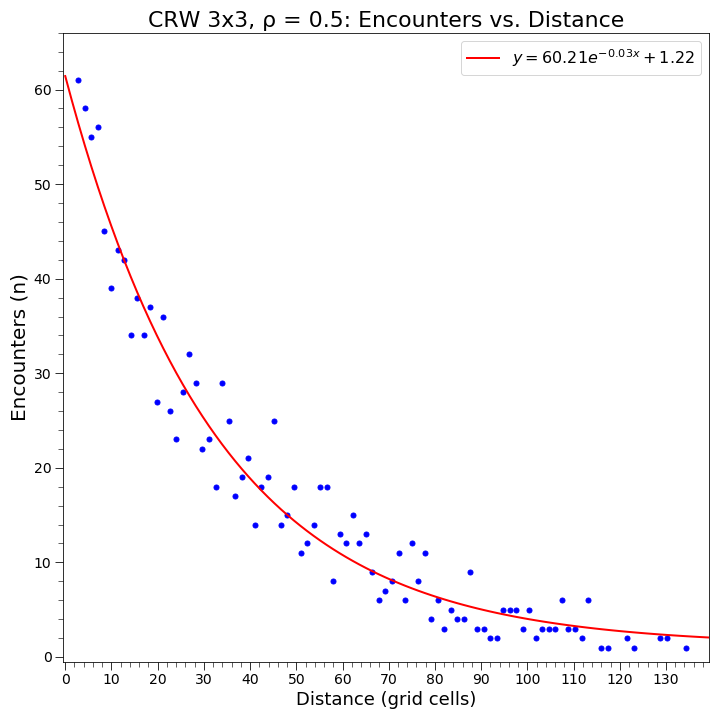 CRW 3x3, ρ = 0.5: Encounters vs. Distance
y = 60.21e^{-0.03x} + 1.22
Encounters (n)
60
50
40
30
20
10
0
0 10 20 30 40 50 60 70 80 90 100 110 120 130
Distance (grid cells)